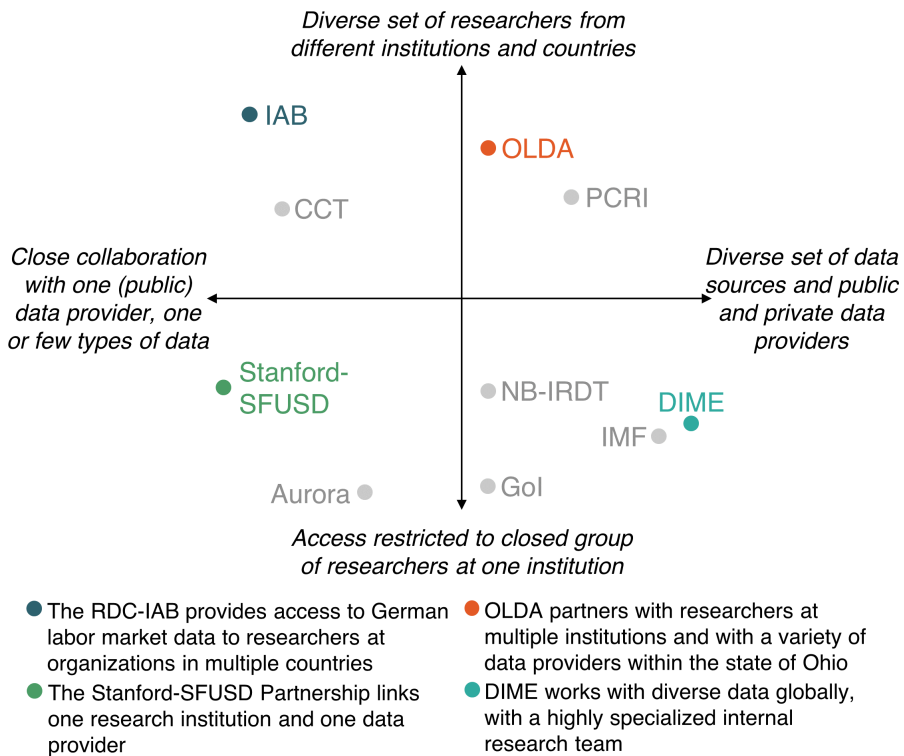 Diverse set of researchers from
different institutions and countries
IAB
OLDA
CCT
PCRI
Close collaboration
with one (public)
data provider, one
or few types of data
Diverse set of data
sources and public
and private data
providers
Stanford-
SFUSD
NB-IRDT
DIME
IMF
Aurora
GoI
Access restricted to closed group
of researchers at one institution
The RDC-IAB provides access to German
labor market data to researchers at
organizations in multiple countries
The Stanford-SFUSD Partnership links
one research institution and one data
provider
OLDA partners with researchers at
multiple institutions and with a variety of
data providers within the state of Ohio
DIME works with diverse data globally,
with a highly specialized internal
research team